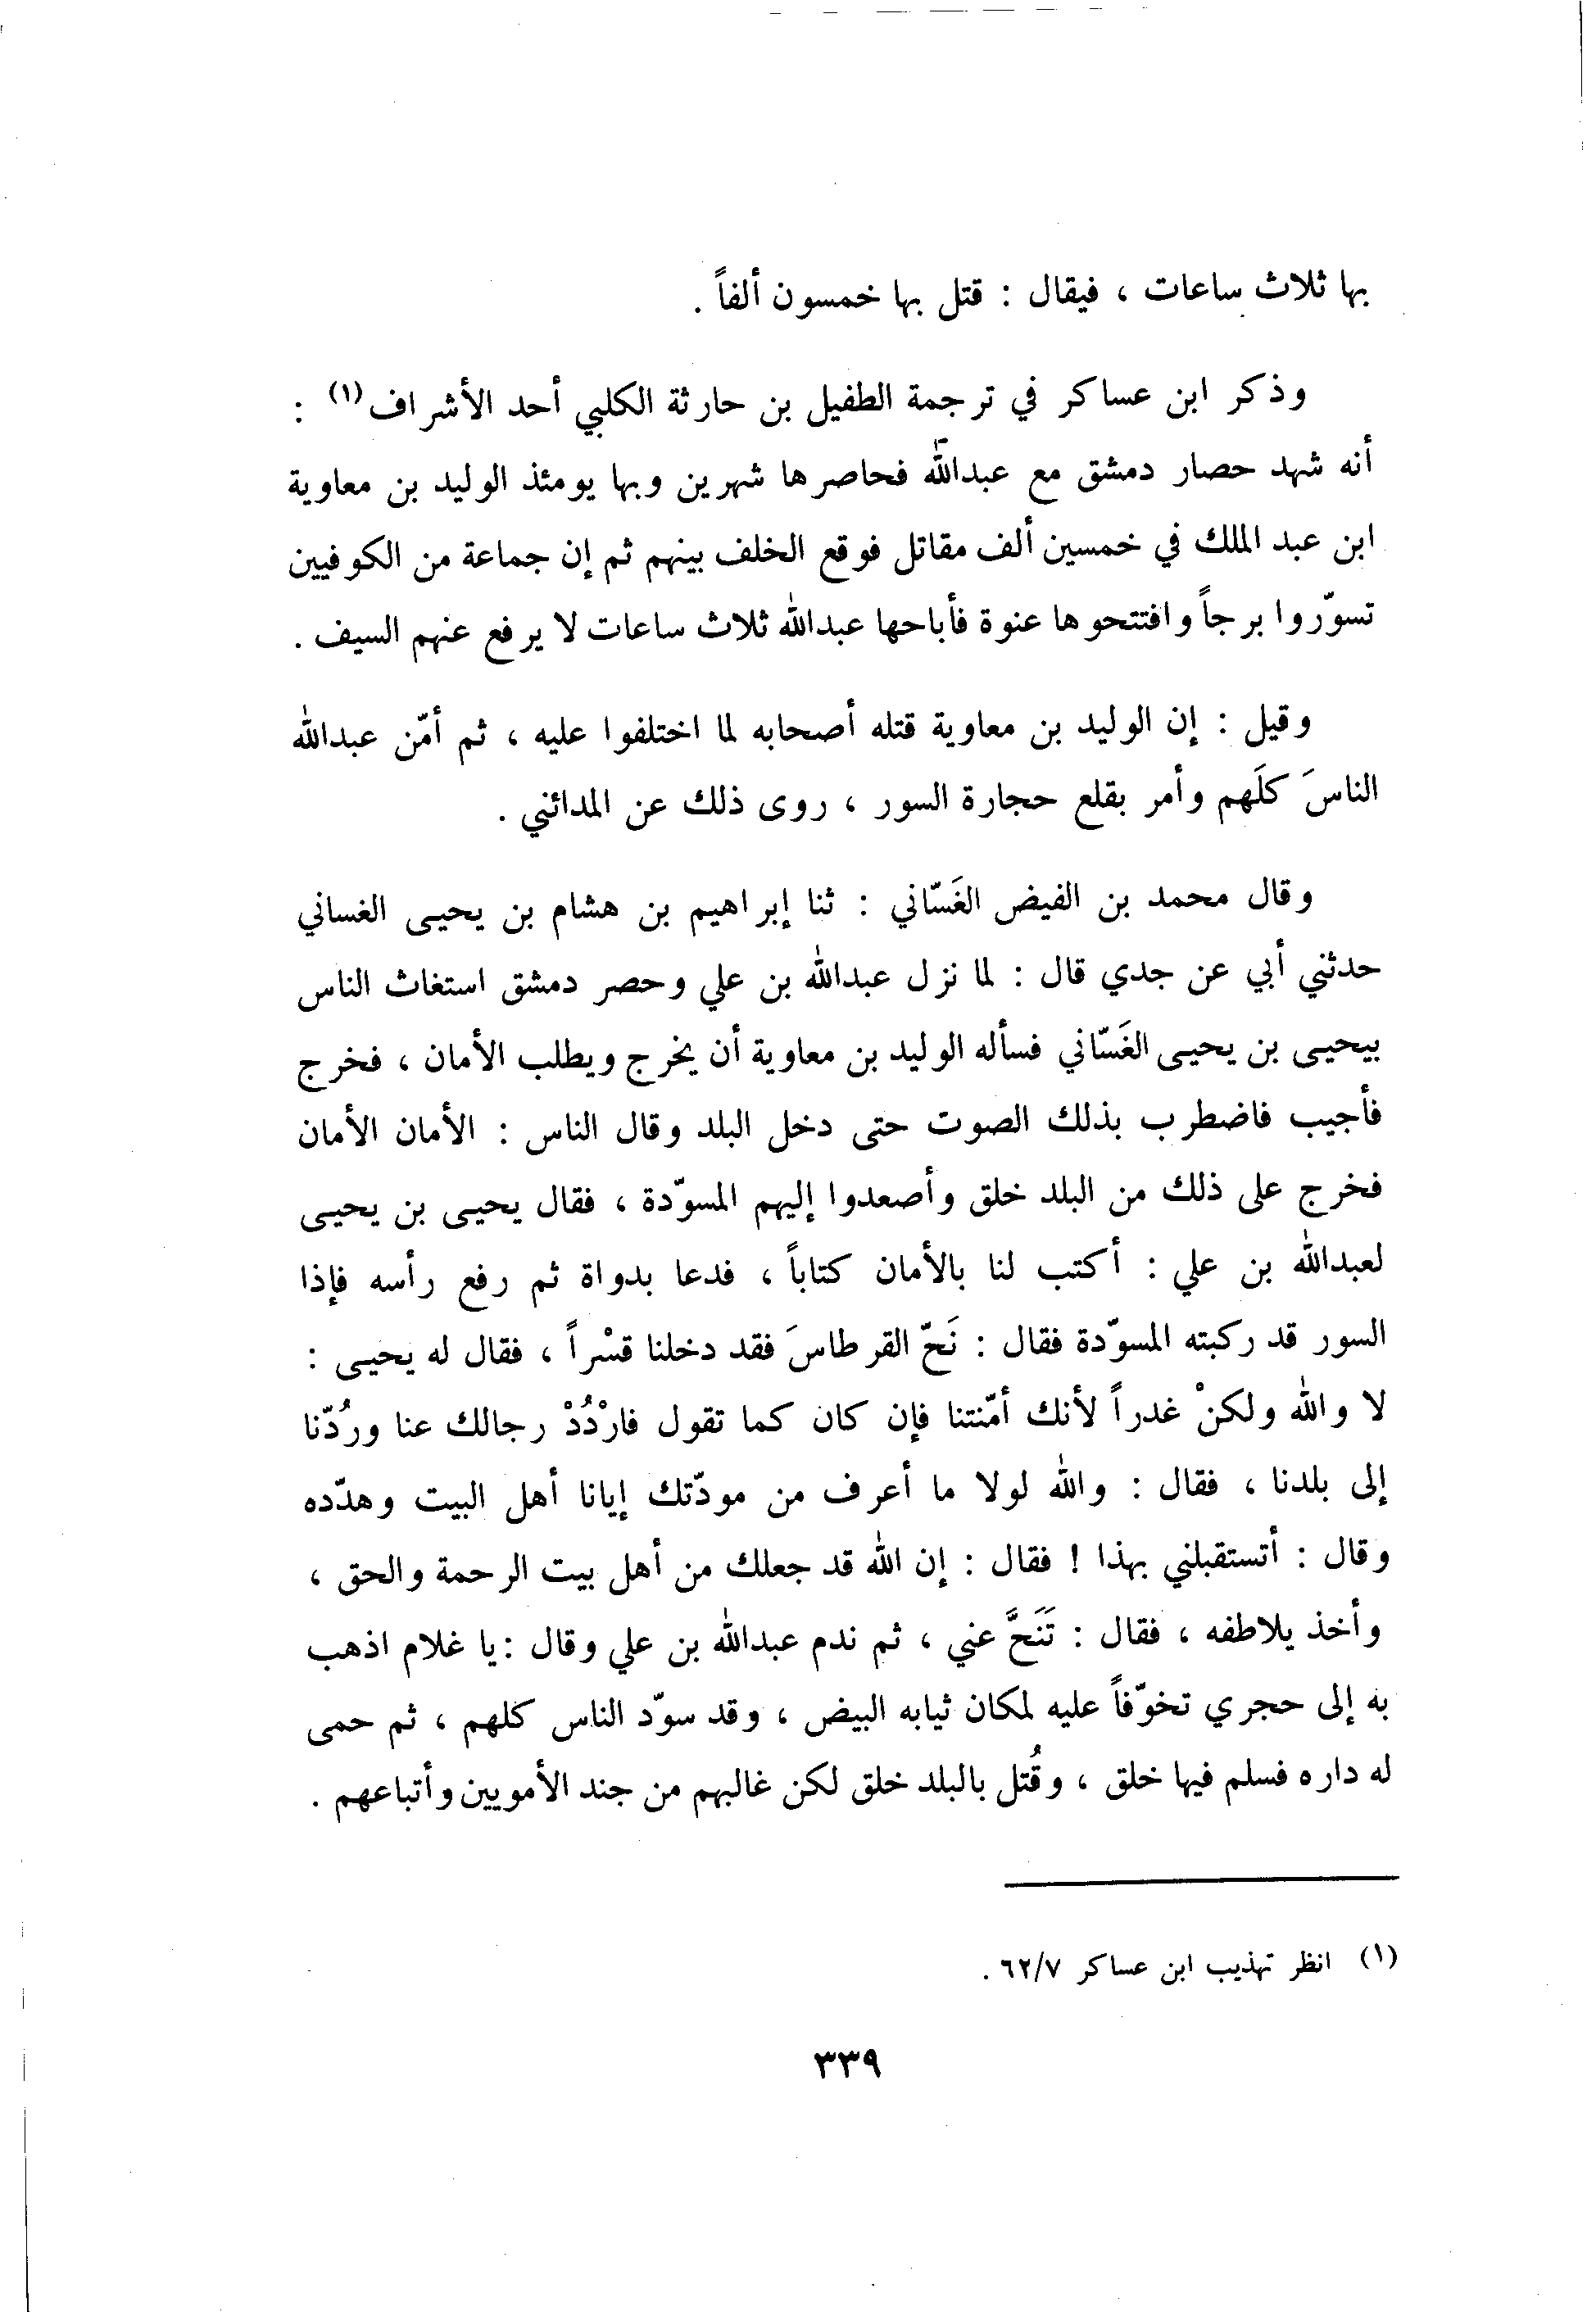 بها ثلاث ساعات ، فيقال : قتل بها خمسون ألفاً .
وذكر ابن عساكر في ترجمة الطفيل بن حارثة الكلبي أحد الأشراف (١) :
أنه شهد حصار دمشق مع عبدالله فحاصرها شهرين وبها يومئذ الوليد بن معاوية
ابن عبد الملك في خمسين ألف مقاتل فوقع الخلف بينهم ثم إن جماعة من الكوفيين
تسوّروا برجاً وافتتحوها عنوة فأباحها عبدالله ثلاث ساعات لا يرفع عنهم السيف .
وقيل : إن الوليد بن معاوية قتله أصحابه لما اختلفوا عليه ، ثم أمّن عبدالله
الناسَ كلَهم وأمر بقلع حجارة السور ، روى ذلك عن المدائني .
وقال محمد بن الفيض الغَسّاني : ثنا إبراهيم بن هشام بن يحيى الغساني
حدثني أبي عن جدي قال : لما نزل عبدالله بن علي وحصر دمشق استغاث الناس
بيحيى بن يحيى الغَسّاني فسأله الوليد بن معاوية أن يخرج ويطلب الأمان ، فخرج
فأجيب فاضطرب بذلك الصوت حتى دخل البلد وقال الناس : الأمان الأمان
فخرج على ذلك من البلد خلق وأصعدوا إليهم المسوّدة ، فقال يحيى بن يحيى
لعبدالله بن علي : أكتب لنا بالأمان كتاباً ، فدعا بدواة ثم رفع رأسه فإذا
السور قد ركبته المسوّدة فقال : نَحّ القرطاسَ فقد دخلنا قسْراً ، فقال له يحيى :
لا والله ولكنْ غدراً لأنك أمّنتنا فإن كان كما تقول فارْدُدْ رجالك عنا ورُدّنا
إلى بلدنا ، فقال : والله لولا ما أعرف من مودّتك إيانا أهل البيت وهدّده
وقال : أتستقبلني بهذا ! فقال : إن الله قد جعلك من أهل بيت الرحمة والحق ،
وأخذ يلاطفه ، فقال : تَنَحَّ عني ، ثم ندم عبدالله بن علي وقال : يا غلام اذهب
به إلى حجري تخوّفاً عليه لمكان ثيابه البيض ، وقد سوّد الناس كلهم ، ثم حمى
له داره فسلم فيها خلق ، وقُتل بالبلد خلق لكن غالبهم من جند الأمويين وأتباعهم .
(١) انظر تهذيب ابن عساكر ٦٢/٧ .
٣٣٩